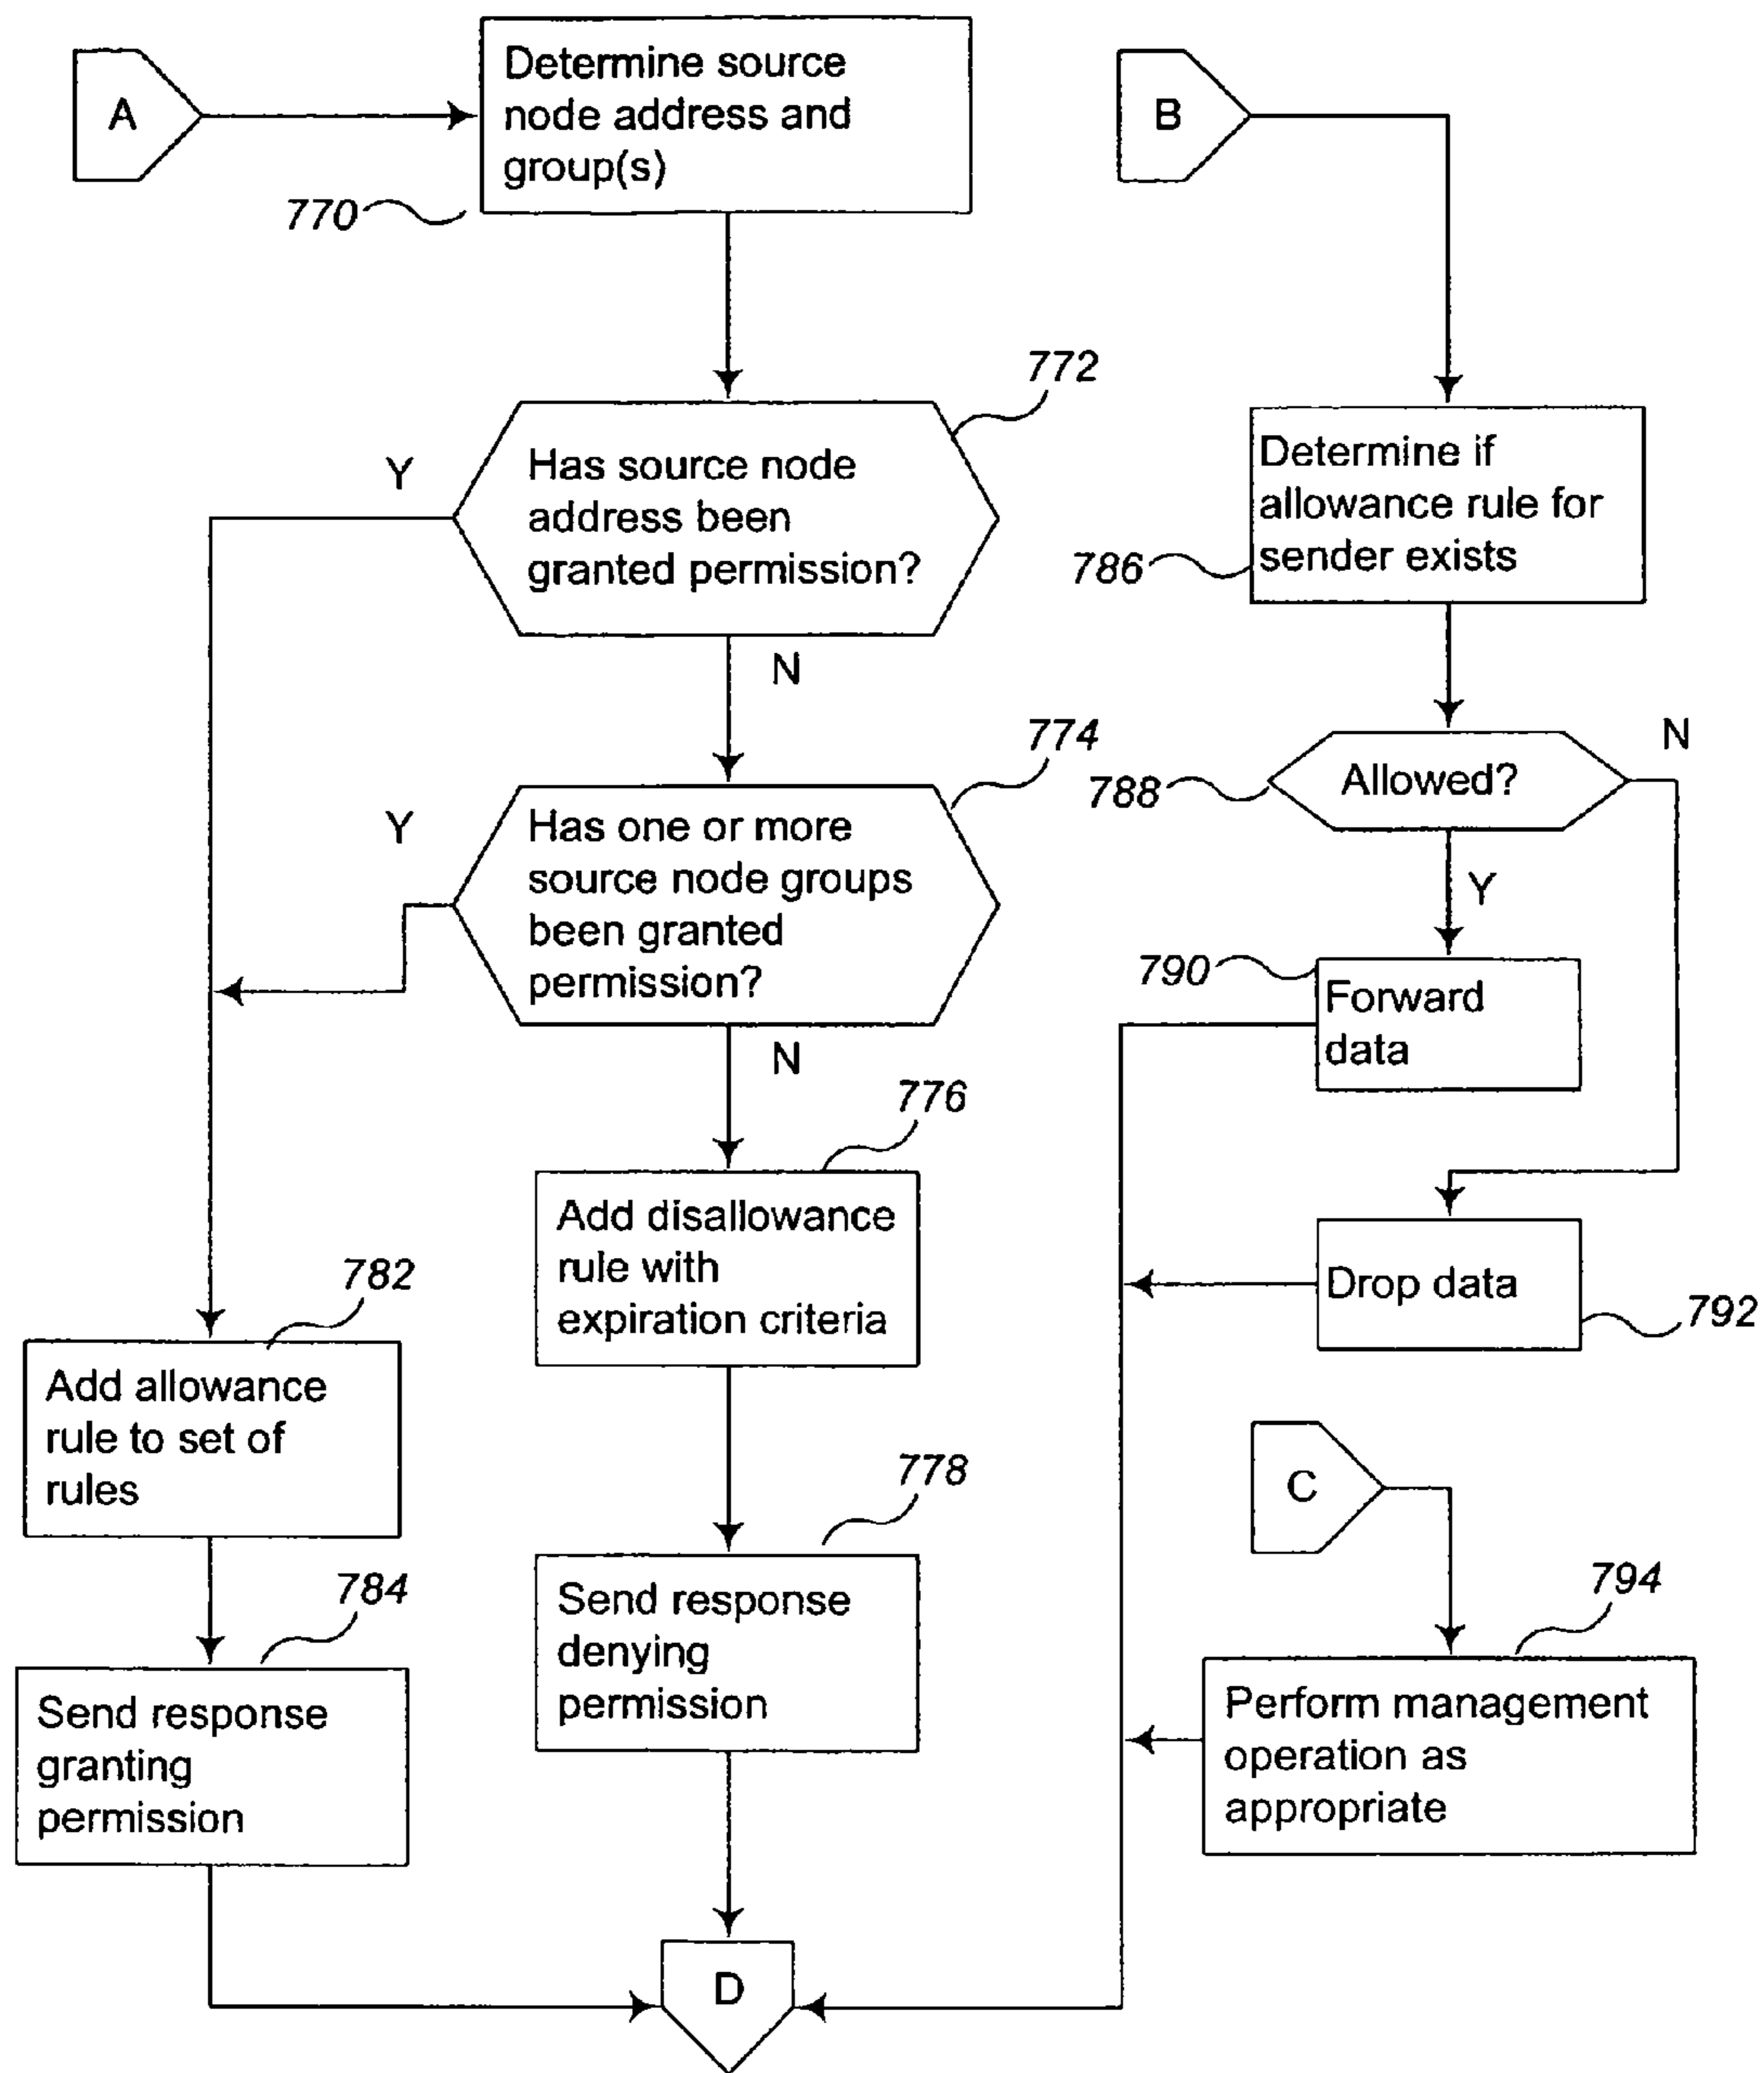 A
Determine source
node address and
group(s)
770
B
772
Y
Has source node
address been
granted permission?
N
Determine if
allowance rule for
sender exists
786
774
Y
Has one or more
source node groups
been granted
permission?
N
N
788
Allowed?
Y
790
Forward
data
776
Add disallowance
rule with
expiration criteria
Drop data
792
782
Add allowance
rule to set of
rules
778
Send response
denying
permission
C
784
Send response
granting
permission
794
Perform management
operation as
appropriate
D